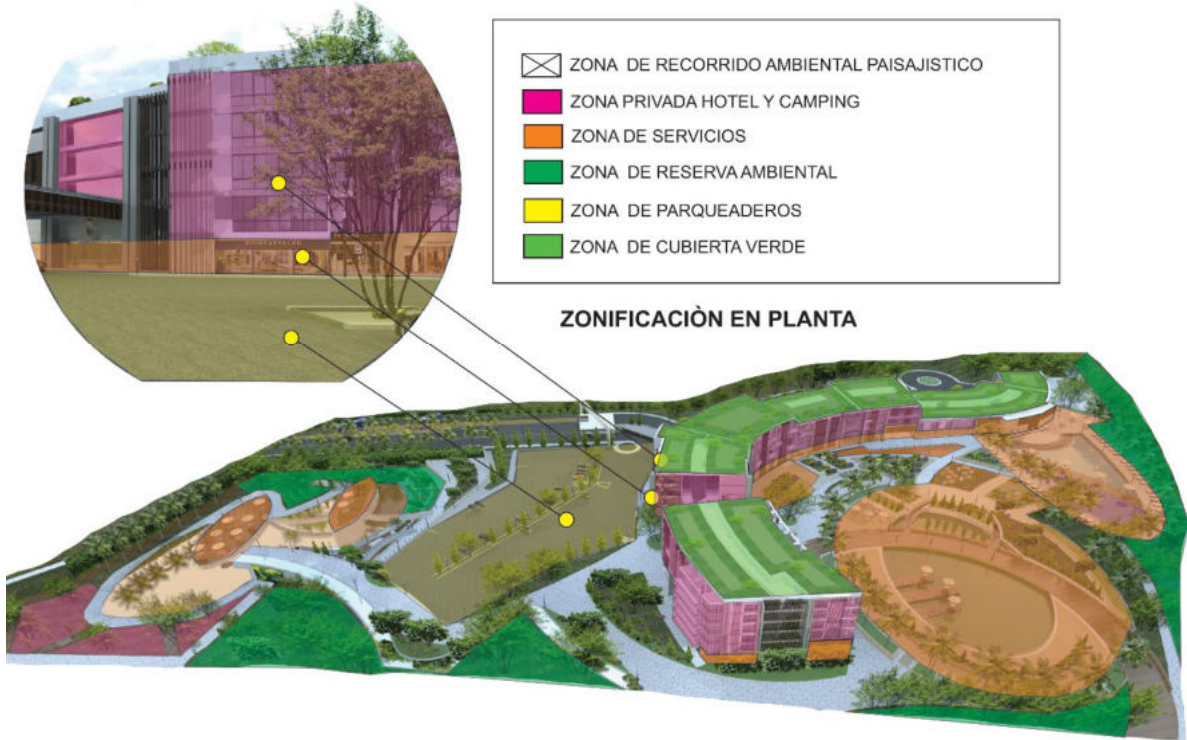 ZONA DE RECORRIDO AMBIENTAL PAISAJISTICO
ZONA PRIVADA HOTEL Y CAMPING
ZONA DE SERVICIOS
ZONA DE RESERVA AMBIENTAL
ZONA DE PARQUEADEROS
ZONA DE CUBIERTA VERDE
ZONIFICACIÒN EN PLANTA